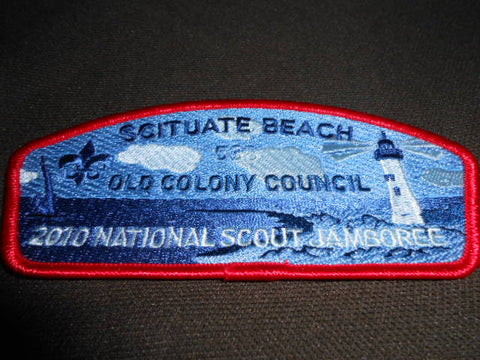 SCITUATE BEACH
OLD COLONY COUNCIL
2010 NATIONAL SCOUT JAMBOREE